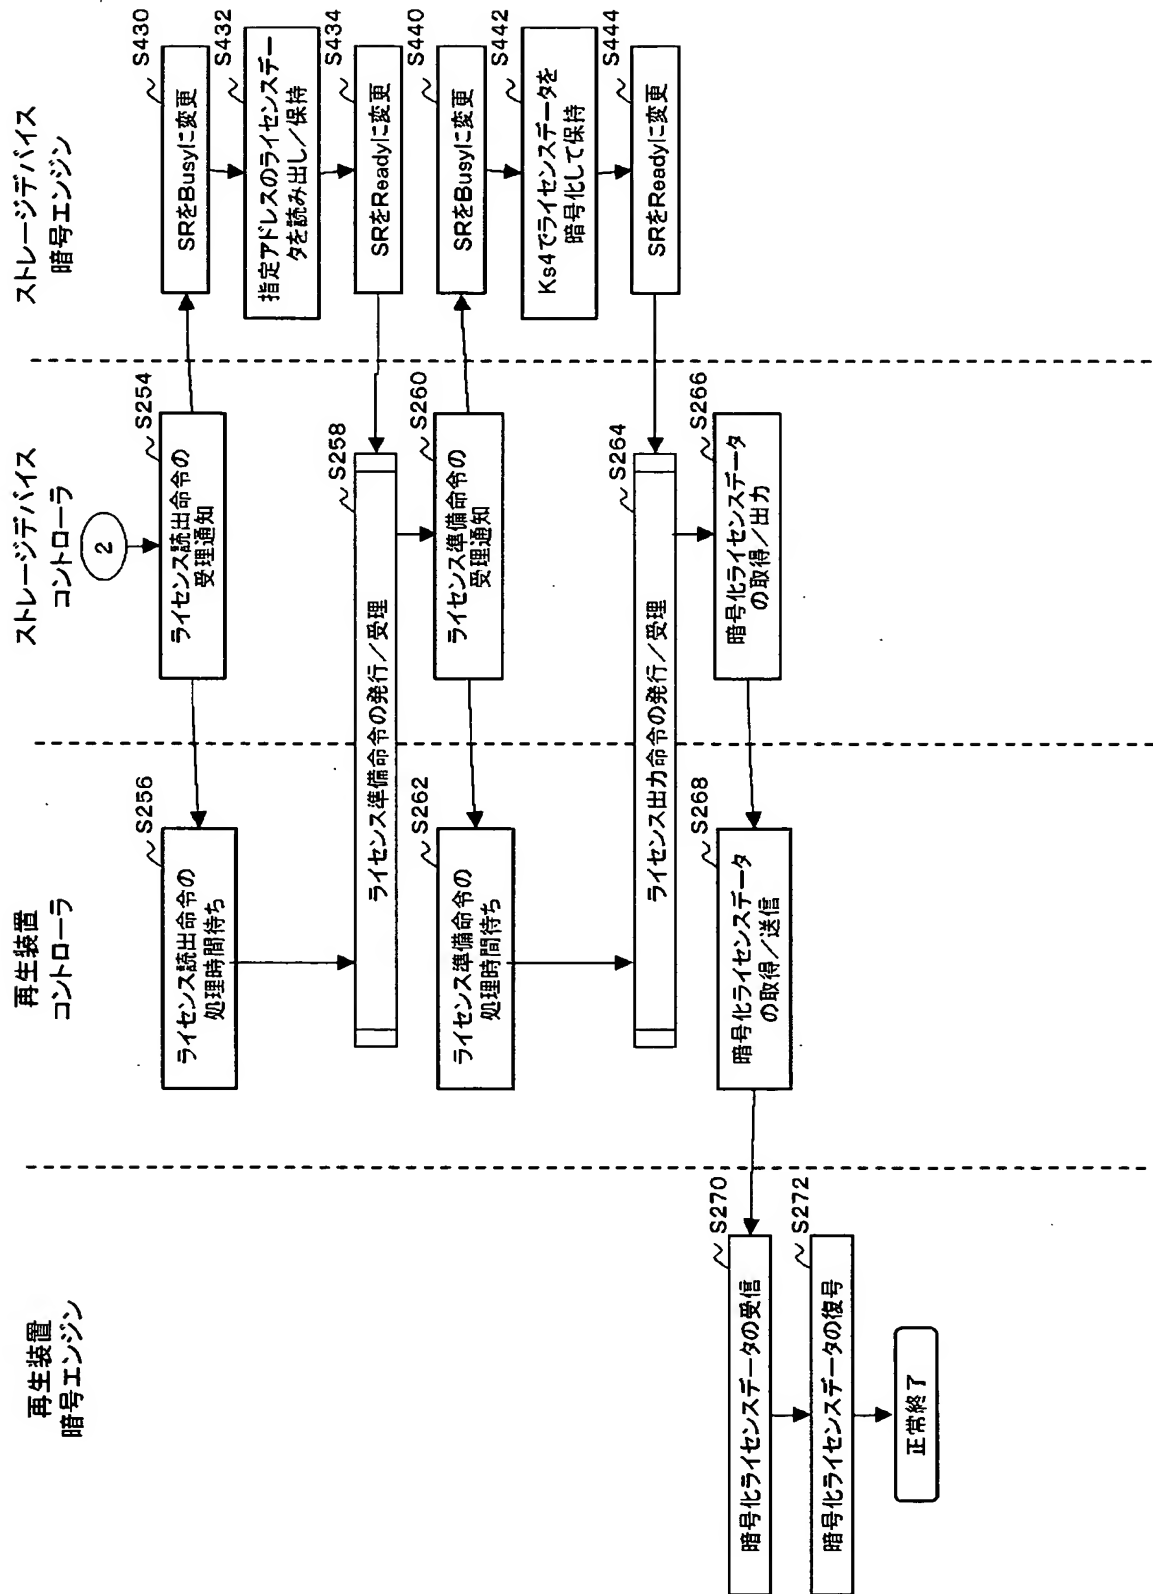 再生装置
暗号エンジン
再生装置
コントローラ
ストレージデバイス
コントローラ
ストレージデバイス
暗号エンジン
2
S254
ライセンス読出命令の
受理通知
S430
SRをBusyに変更
S256
ライセンス読出命令の
処理時間待ち
S432
指定アドレスのライセンスデー
タを読み出し/保持
S434
SRをReadyに変更
S258
ライセンス準備命令の発行/受理
S260
ライセンス準備命令の
受理通知
S440
SRをBusyに変更
S262
ライセンス準備命令の
処理時間待ち
S442
Ks4でライセンスデータを
暗号化して保持
S444
SRをReadyに変更
S264
ライセンス出力命令の発行/受理
S266
暗号化ライセンスデータ
の取得/出力
S268
暗号化ライセンスデータ
の取得/送信
S270
暗号化ライセンスデータの受信
S272
暗号化ライセンスデータの復号
正常終了